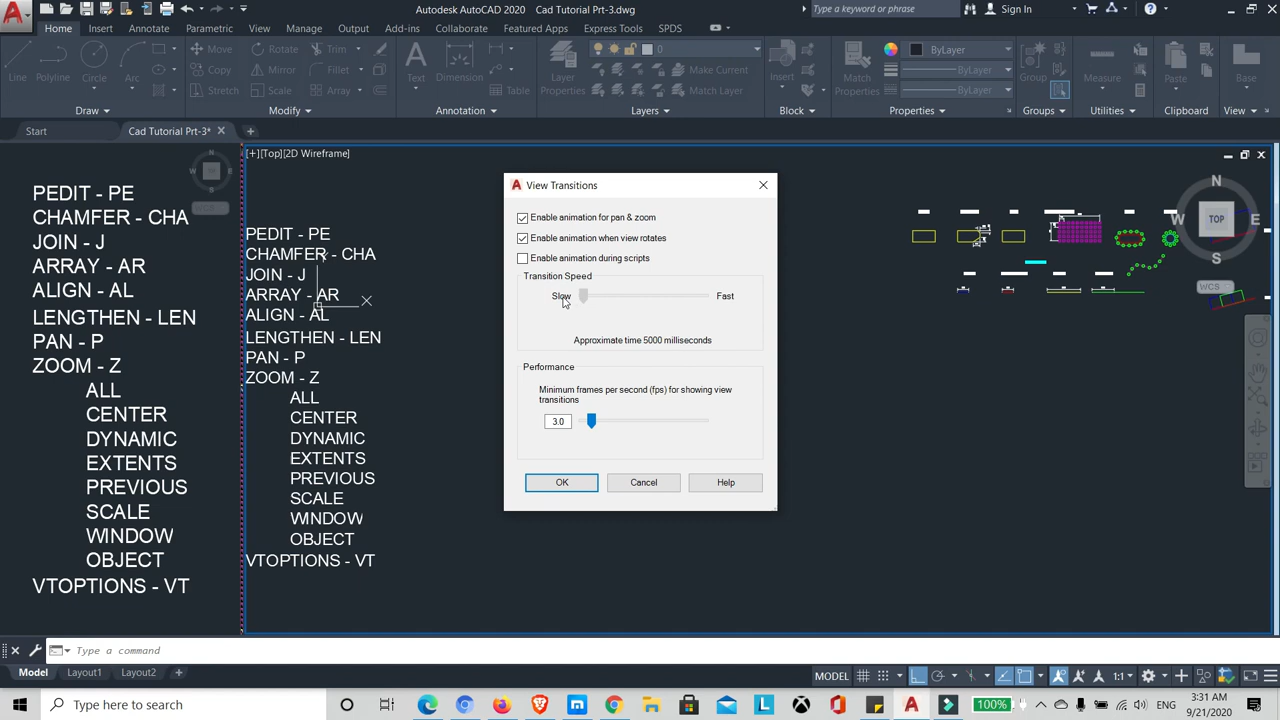 Autodesk AutoCAD 2020 Cad Tutorial Prt-3.dwg
Type a keyword or phrase
Sign In
Home Insert Annotate Parametric View Manage Output Add-ins Collaborate Express Tools Featured Apps SPDS
Line
Polyline
Circle
Arc
Move
Rotate
Trim
Copy
Mirror
Fillet
Stretch
Scale
Array
Text
Dimension
Table
Layer
Properties
0
Make Current
Match Layer
Insert
Match
Properties
ByLayer
ByLayer
ByLayer
Group
Measure
Paste
Base
Draw
Modify
Annotation
Layers
Block
Properties
Groups
Utilities
Clipboard
View
Start
Cad Tutorial Prt-3*
PEDIT - PE
CHAMFER - CHA
JOIN - J
ARRAY - AR
ALIGN - AL
LENGTHEN - LEN
PAN - P
ZOOM - Z
ALL
CENTER
DYNAMIC
EXTENTS
PREVIOUS
SCALE
WINDOW
OBJECT
VTOPTIONS - VT
N
W
E
WCS
[+][Top][2D Wireframe]
PEDIT - PE
CHAMFER - CHA
JOIN - J
ARRAY - AR
ALIGN - AL
LENGTHEN - LEN
PAN - P
ZOOM - Z
ALL
CENTER
DYNAMIC
EXTENTS
PREVIOUS
SCALE
WINDOW
OBJECT
VTOPTIONS - VT
View Transitions
Enable animation for pan & zoom
Enable animation when view rotates
Enable animation during scripts
Transition Speed
Slow
Fast
Approximate time 5000 milliseconds
Performance
Minimum frames per second (fps) for showing view
transitions
3.0
OK
Cancel
Help
N
W
TOP
E
S
WCS
Type a command
Model
Layout1
Layout2
MODEL
1:1
Type here to search
100%
ENG
3:31 AM
9/21/2020